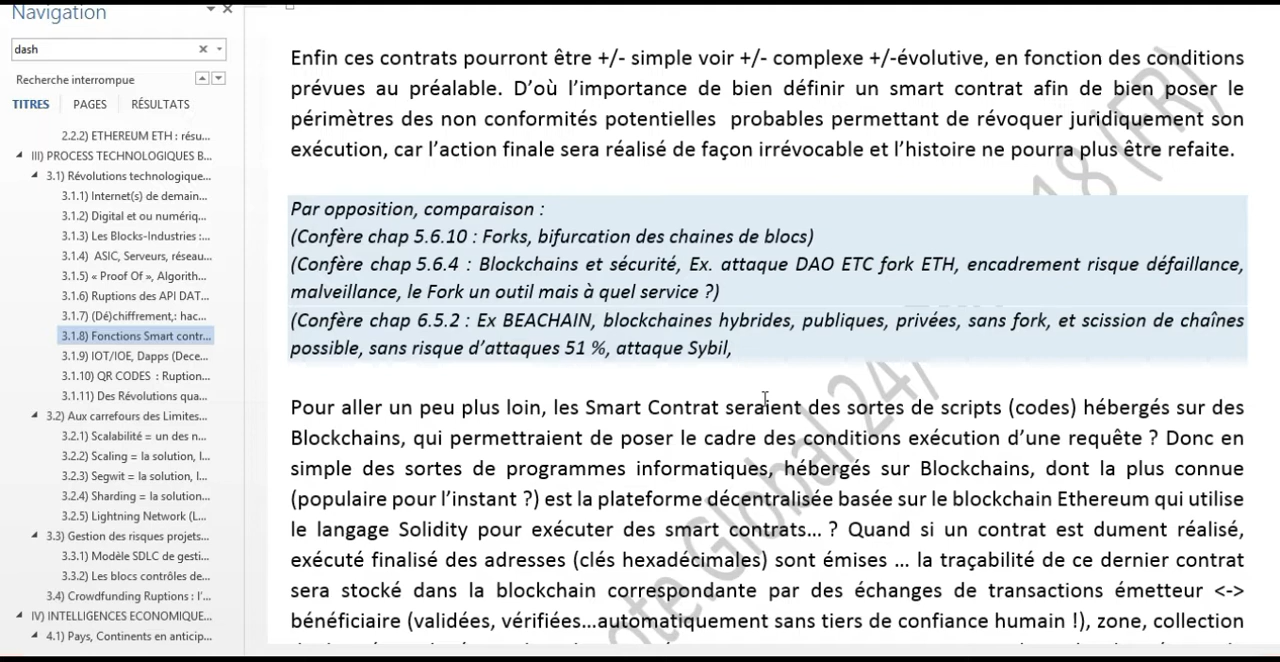 Navigation
dash
Recherche interrompue
TITRES PAGES RÉSULTATS
2.2.2) ETHEREUM ETH : résu...
III) PROCESS TECHNOLOGIQUES B...
3.1) Révolutions technologique...
3.1.1) Internet(s) de demain...
3.1.2) Digital et ou numériq...
3.1.3) Les Blocks-Industries :...
3.1.4) ASIC, Serveurs, réseau...
3.1.5) « Proof Of », Algorith...
3.1.6) Ruptions des API DAT...
3.1.7) (Dé)chiffrement,: hac...
3.1.8) Fonctions Smart contr...
3.1.9) IOT/IOE, Dapps (Dece...
3.1.10) QR CODES : Ruption...
3.1.11) Des Révolutions qua...
3.2) Aux carrefours des Limites...
3.2.1) Scalabilité = un des n...
3.2.2) Scaling = la solution, l...
3.2.3) Segwit = la solution, l...
3.2.4) Sharding = la solution...
3.2.5) Lightning Network (L...
3.3) Gestion des risques projets...
3.3.1) Modèle SDLC de gesti...
3.3.2) Les blocs contrôles de...
3.4) Crowdfunding Ruptions : l'...
IV) INTELLIGENCES ECONOMIQUE...
4.1) Pays, Continents en anticip...
Enfin ces contrats pourront être +/- simple voir +/- complexe +/-évolutive, en fonction des conditions
prévues au préalable. D’où l’importance de bien définir un smart contrat afin de bien poser le
périmètres des non conformités potentielles probables permettant de révoquer juridiquement son
exécution, car l’action finale sera réalisé de façon irrévocable et l’histoire ne pourra plus être refaite.
Par opposition, comparaison :
(Confère chap 5.6.10 : Forks, bifurcation des chaines de blocs)
(Confère chap 5.6.4 : Blockchains et sécurité, Ex. attaque DAO ETC fork ETH, encadrement risque défaillance,
malveillance, le Fork un outil mais à quel service ?)
(Confère chap 6.5.2 : Ex BEACHAIN, blockchaines hybrides, publiques, privées, sans fork, et scission de chaînes
possible, sans risque d’attaques 51 %, attaque Sybil,
Pour aller un peu plus loin, les Smart Contrat seraient des sortes de scripts (codes) hébergés sur des
Blockchains, qui permettraient de poser le cadre des conditions exécution d’une requête ? Donc en
simple des sortes de programmes informatiques, hébergés sur Blockchains, dont la plus connue
(populaire pour l’instant ?) est la plateforme décentralisée basée sur le blockchain Ethereum qui utilise
le langage Solidity pour exécuter des smart contrats... ? Quand si un contrat est dument réalisé,
exécuté finalisé des adresses (clés hexadécimales) sont émises ... la traçabilité de ce dernier contrat
sera stocké dans la blockchain correspondante par des échanges de transactions émetteur <->
bénéficiaire (validées, vérifiées...automatiquement sans tiers de confiance humain !), zone, collection